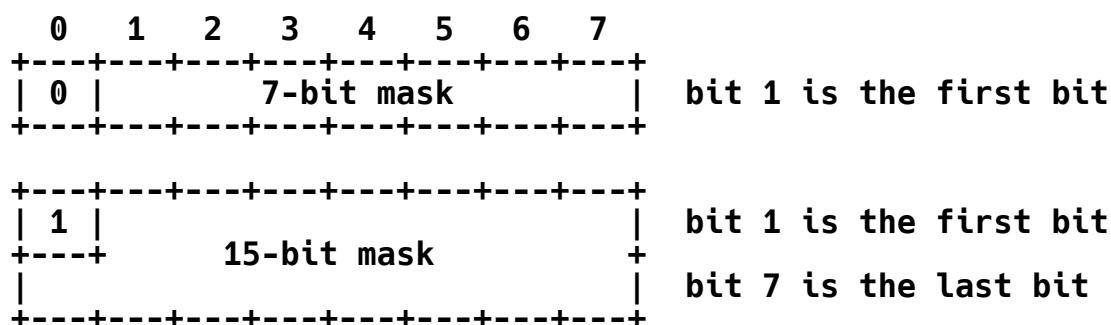 0   1   2   3   4   5   6   7
+---+---+---+---+---+---+---+---+
| 0 |        7-bit mask         |  bit 1 is the first bit
+---+---+---+---+---+---+---+---+
+---+---+---+---+---+---+---+---+
| 1 |                           |  bit 1 is the first bit
+---+      15-bit mask          +
|                               |  bit 7 is the last bit
+---+---+---+---+---+---+---+---+